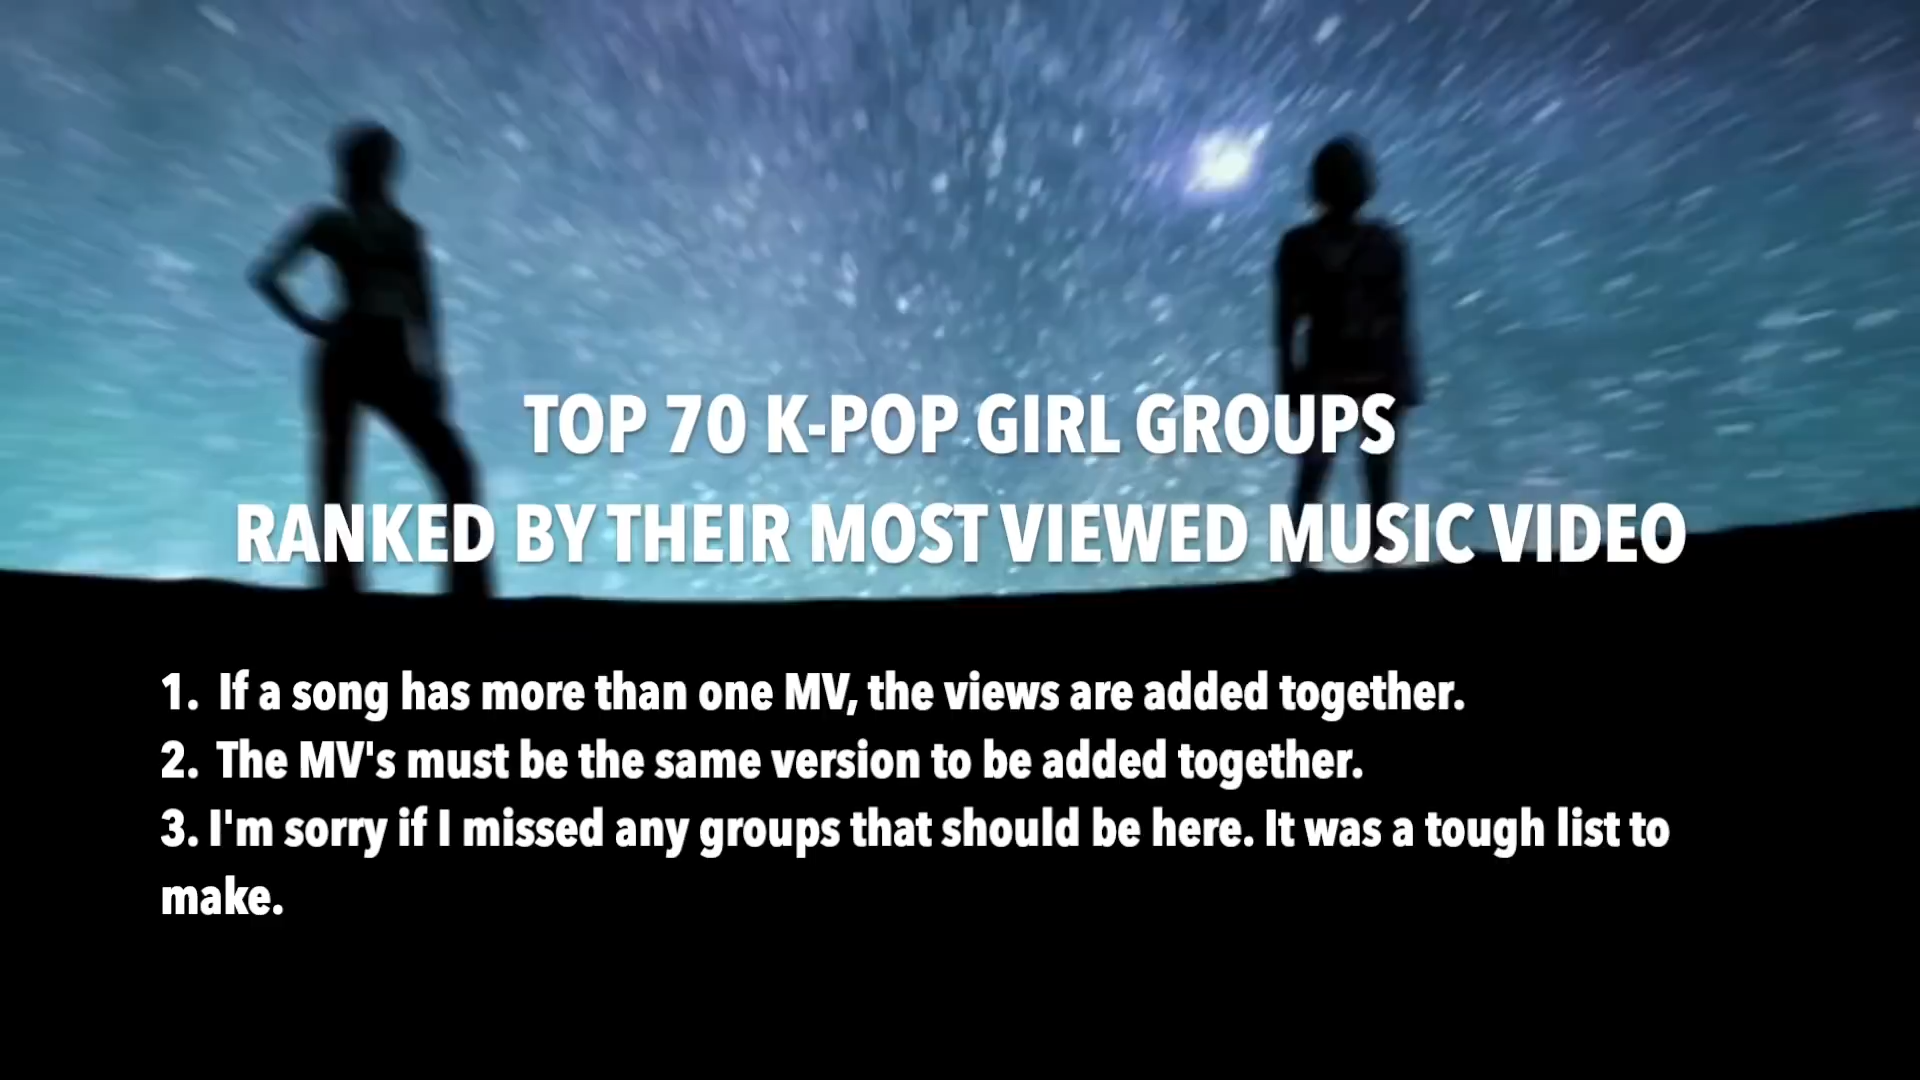 TOP 70 K-POP GIRL GROUPS
RANKED BY THEIR MOST VIEWED MUSIC VIDEO
1. If a song has more than one MV, the views are added together.
2. The MV's must be the same version to be added together.
3. I'm sorry if I missed any groups that should be here. It was a tough list to
make.